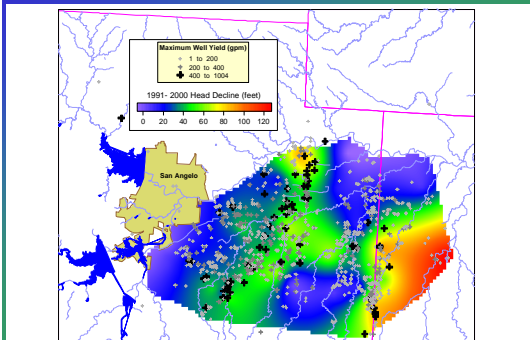 Maximum Well Yield (gpm)
1 to 200
200 to 400
400 to 1004
1991- 2000 Head Decline (feet)
0 20 40 60 80 100 120
San Angelo